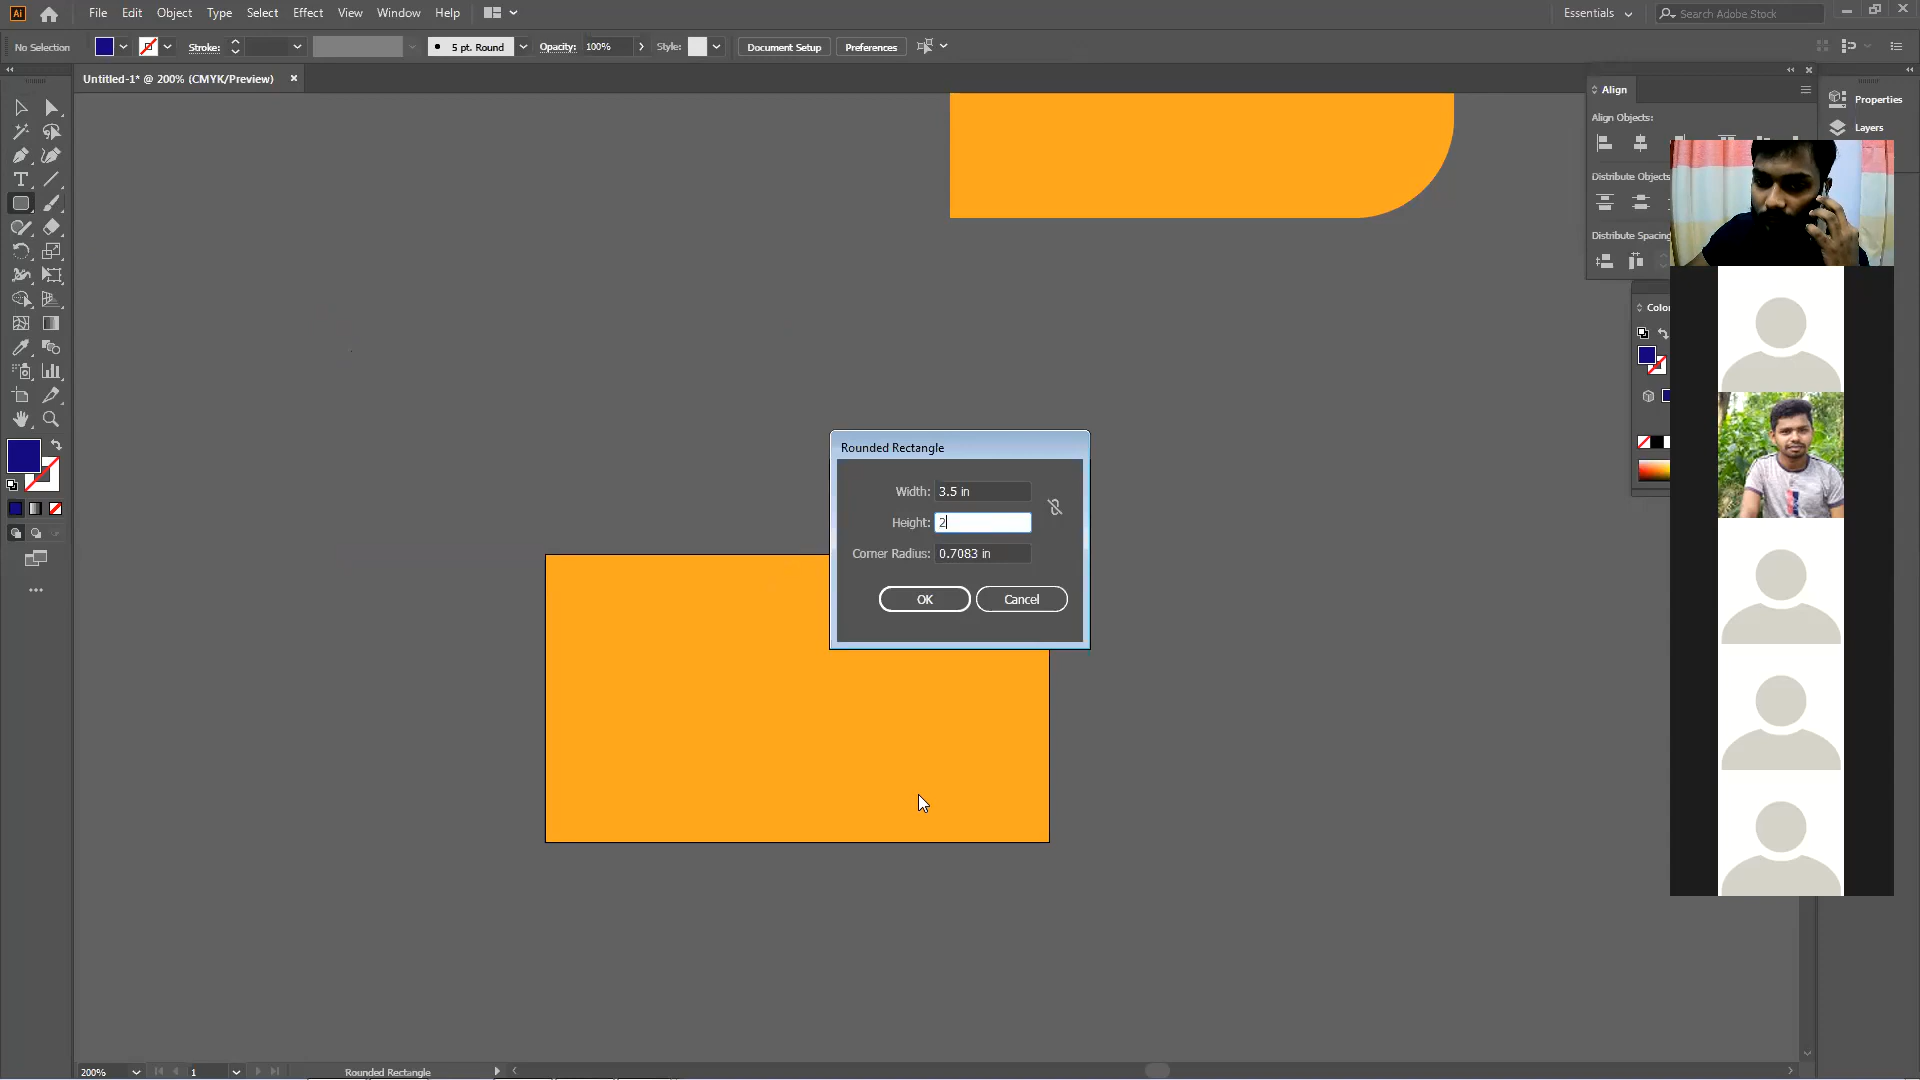 Ai File Edit Object Type Select Effect View Window Help Essentials Search Adobe Stock
No Selection Stroke: 5 pt. Round Opacity: 100% Style: Document Setup Preferences
Untitled-1* @ 200% (CMYK/Preview)
Align
Properties
Align Objects:
Layers
Distribute Objects
Distribute Spacing
Color
Rounded Rectangle
Width: 3.5 in
Height: 2
Corner Radius: 0.7083 in
OK Cancel
200% 1 Rounded Rectangle